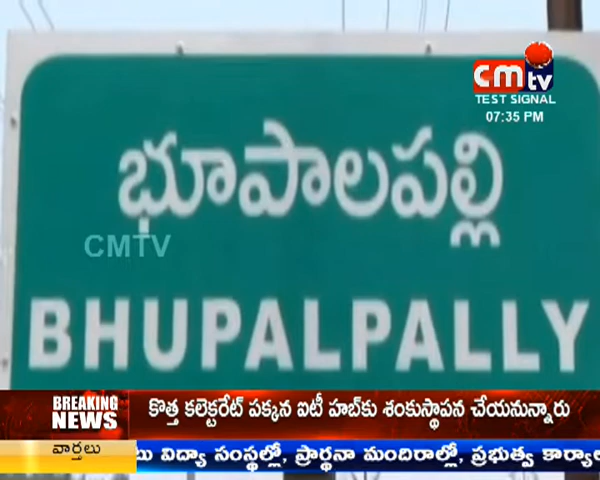 cmtv
TEST SIGNAL
07:35 PM
భూపాలపల్లి
CMTV
BHUPALPALLY
BREAKING NEWS
కొత్త కలెక్టరేట్ పక్కన ఐటీ హబ్‌కు శంకుస్థాపన చేయనున్నారు
వార్తలు
విద్యా సంస్థల్లో, ప్రార్థనా మందిరాల్లో, ప్రభుత్వ